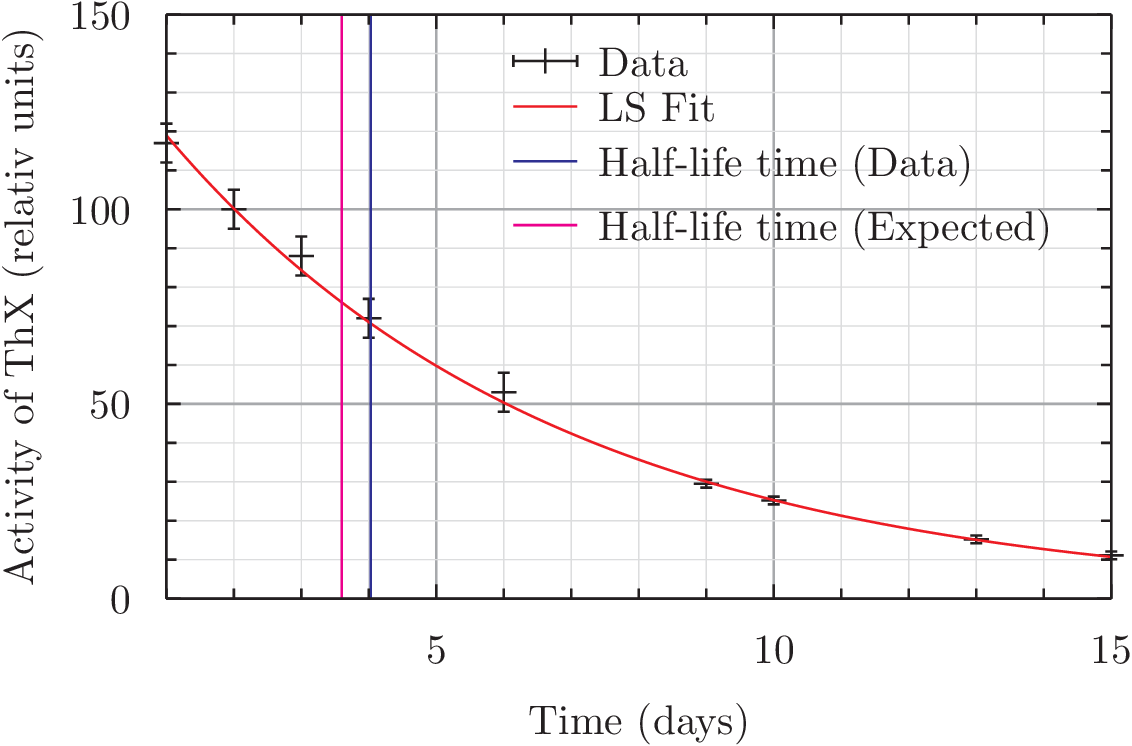 150
100
50
0
Activity of ThX (relativ units)
Data
LS Fit
Half-life time (Data)
Half-life time (Expected)
5
10
15
Time (days)